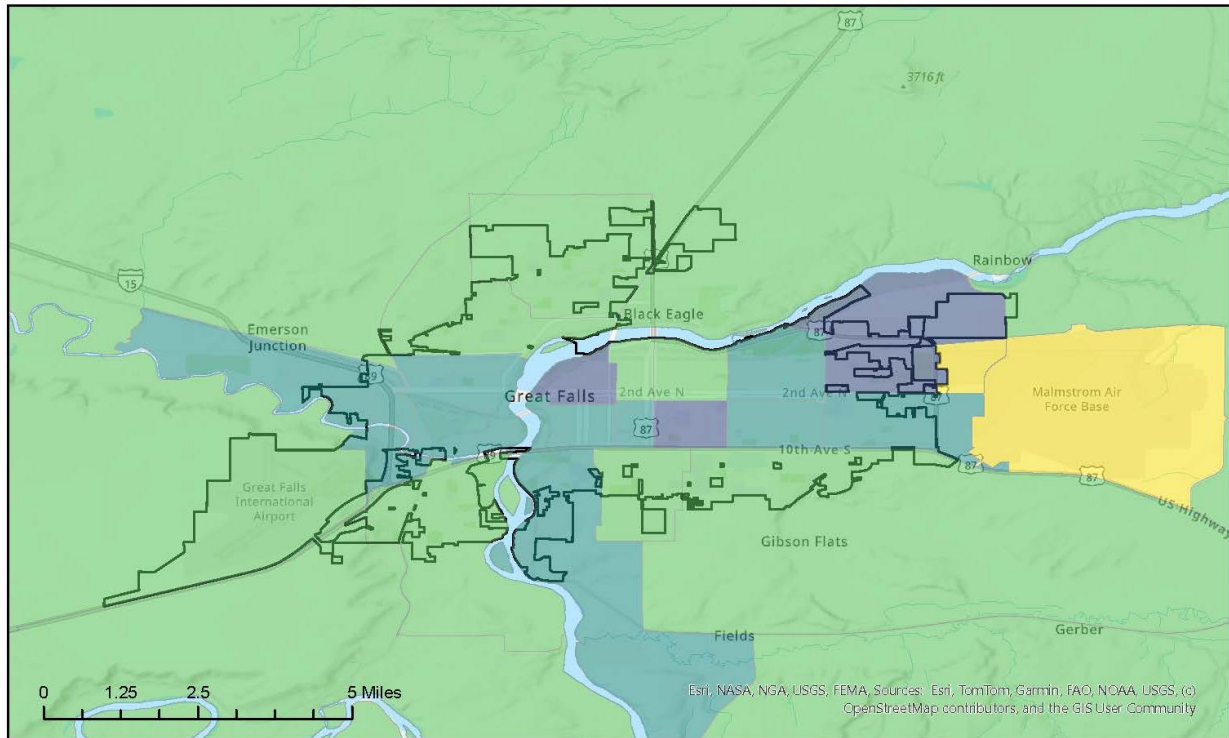 87
3716 ft
Rainbow
15
Emerson
Junction
Black Eagle
87
89
Great Falls
2nd Ave N
2nd Ave N
87
Malmstrom Air
Force Base
87
89
10th Ave S
87
87
Great Falls
International
Airport
US Highway
Gibson Flats
Fields
Gerber
0 1.25 2.5 5 Miles
Esri, NASA, NGA, USGS, FEMA, Sources: Esri, TomTom, Garmin, FAO, NOAA, USGS, (c)
OpenStreetMap contributors, and the GIS User Community